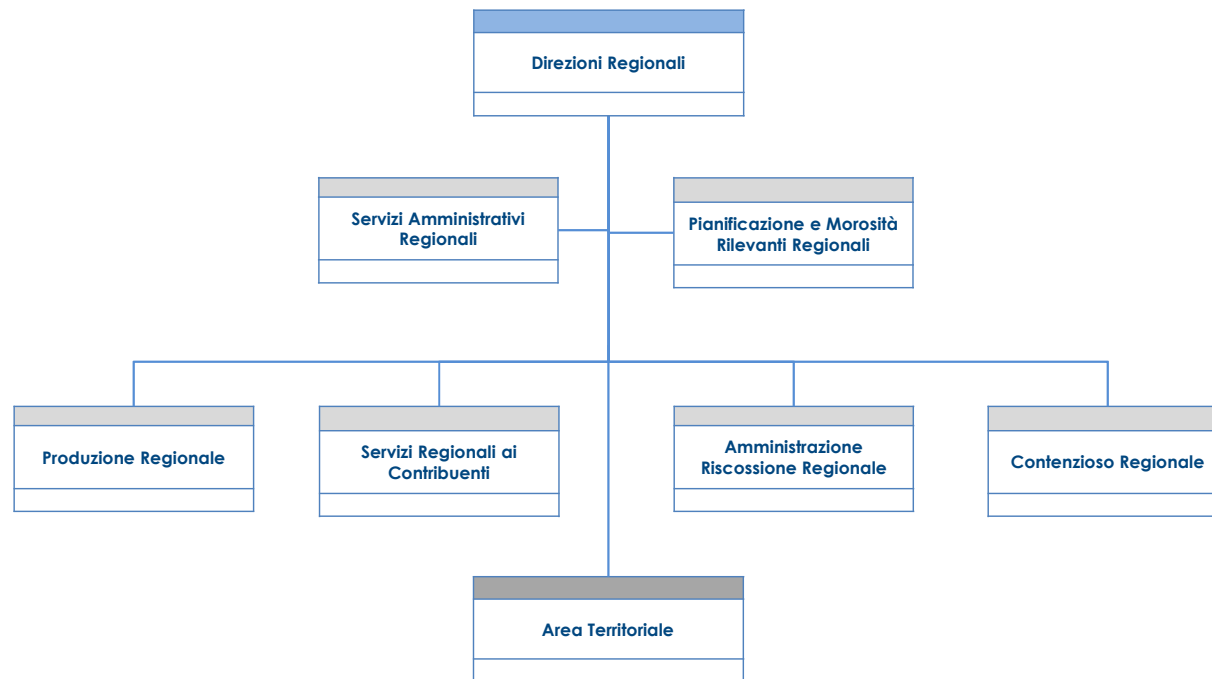 Direzioni Regionali
Servizi Amministrativi
Regionali
Pianificazione e Morosità
Rilevanti Regionali
Produzione Regionale
Servizi Regionali ai
Contribuenti
Amministrazione
Riscossione Regionale
Contenzioso Regionale
Area Territoriale